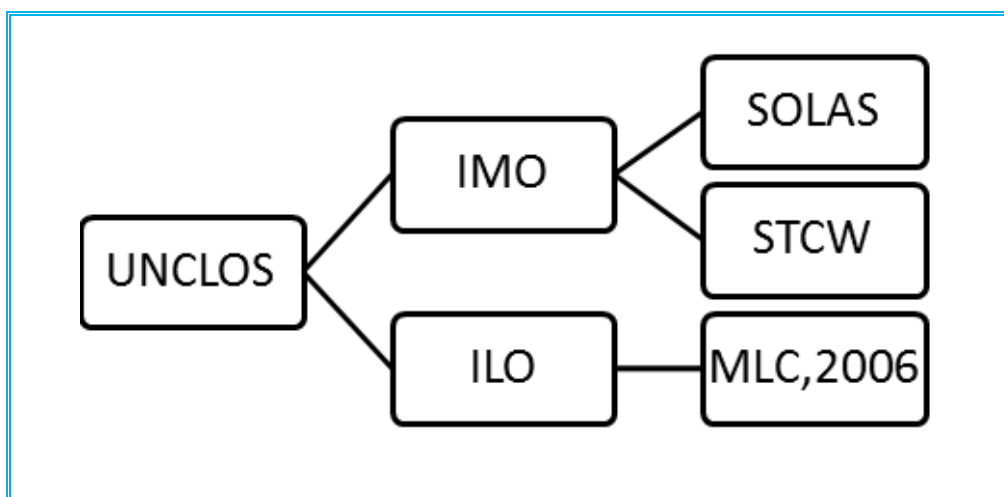 UNCLOS
IMO
SOLAS
STCW
ILO
MLC,2006